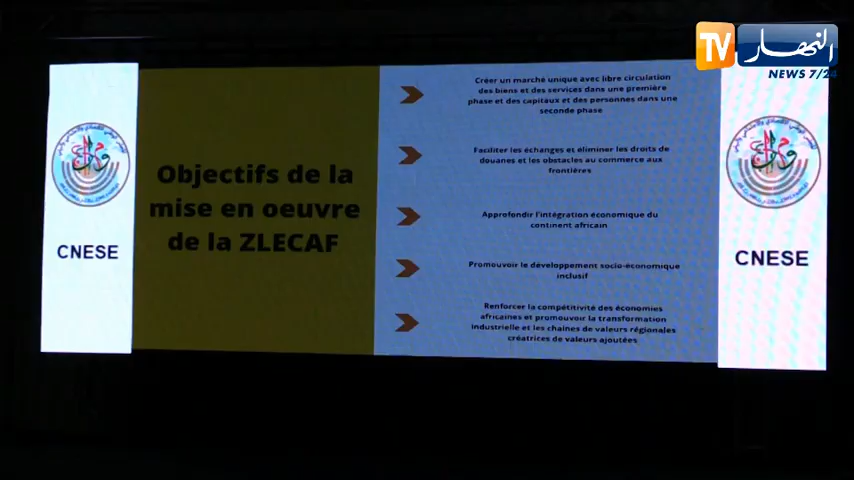 TV
النهار
NEWS 7/24
CNESE
Objectifs de la
mise en oeuvre
de la ZLECAF
Créer un marché unique avec libre circulation
des biens et des services dans une première
phase et des capitaux et des personnes dans une
seconde phase
Faciliter les échanges et éliminer les droits de
douanes et les obstacles au commerce aux
frontières
Approfondir l'intégration économique du
continent africain
Promouvoir le développement socio-économique
inclusif
Renforcer la compétitivité des économies
africaines et promouvoir la transformation
industrielle et les chaines de valeurs régionales
créatrices de valeurs ajoutées
CNESE